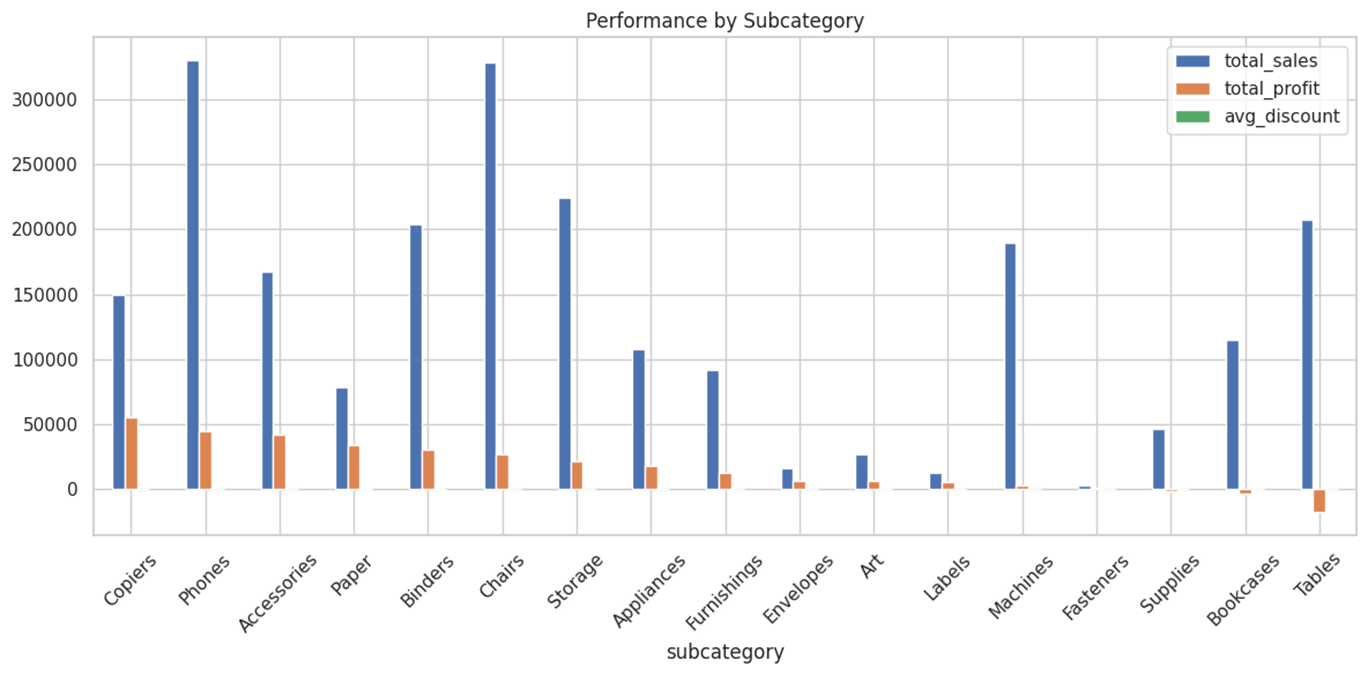 Performance by Subcategory
total_sales
total_profit
avg_discount
300000
250000
200000
150000
100000
50000
0
Copiers
Phones
Accessories
Paper
Binders
Chairs
Storage
Appliances
Furnishings
Envelopes
Art
Labels
Machines
Fasteners
Supplies
Bookcases
Tables
subcategory